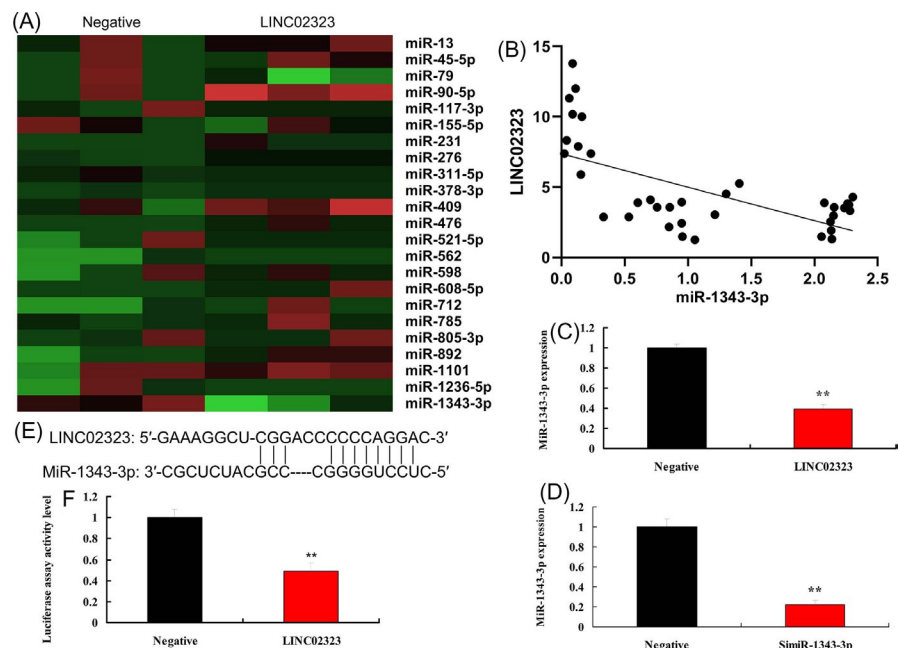 (A)
Negative LINC02323
miR-13
miR-45-5p
miR-79
miR-90-5p
miR-117-3p
miR-155-5p
miR-231
miR-276
miR-311-5p
miR-378-3p
miR-409
miR-476
miR-521-5p
miR-562
miR-598
miR-608-5p
miR-712
miR-785
miR-805-3p
miR-892
miR-1101
miR-1236-5p
miR-1343-3p
(B)
LINC02323
15
10
5
0
0.0 0.5 1.0 1.5 2.0 2.5
miR-1343-3p
(C)
MiR-1343-3p expression
1.2
1
0.8
0.6
0.4
0.2
0
**
Negative LINC02323
(D)
MiR-1343-3p expression
1.2
1
0.8
0.6
0.4
0.2
0
**
Negative SimiR-1343-3p
(E)
LINC02323: 5′-GAAAGGCU-CGGACCCCCCAGGAC-3′
MiR-1343-3p: 3′-CGCUCUACGCC----CGGGGUCCUC-5′
F
Luciferase assay activity level
1.2
1
0.8
0.6
0.4
0.2
0
**
Negative LINC02323